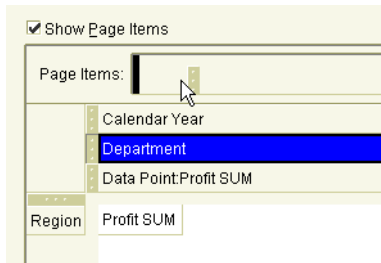 Show Page Items
Page Items:
Calendar Year
Department
Data Point:Profit SUM
Region Profit SUM